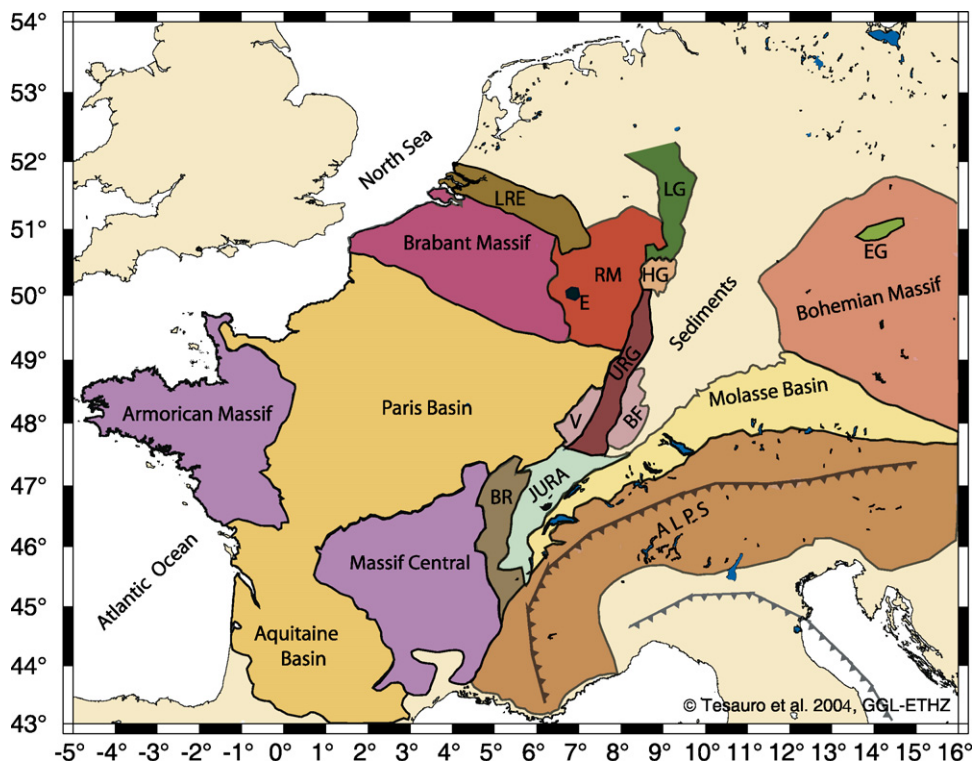 54°
53°
52°
51°
50°
49°
48°
47°
46°
45°
44°
43°
North Sea
LRE
LG
Brabant Massif
RM
HG
EG
E
Bohemian Massif
Sediments
URG
Armorican Massif
Paris Basin
V
BF
Molasse Basin
BR
JURA
ALPS
Massif Central
Atlantic Ocean
Aquitaine
Basin
© Tesauro et al. 2004, GGL-ETHZ
-5 -4° -3° -2° -1° 0° 1° 2° 3° 4° 5° 6° 7° 8° 9° 10° 11° 12° 13° 14° 15° 16°